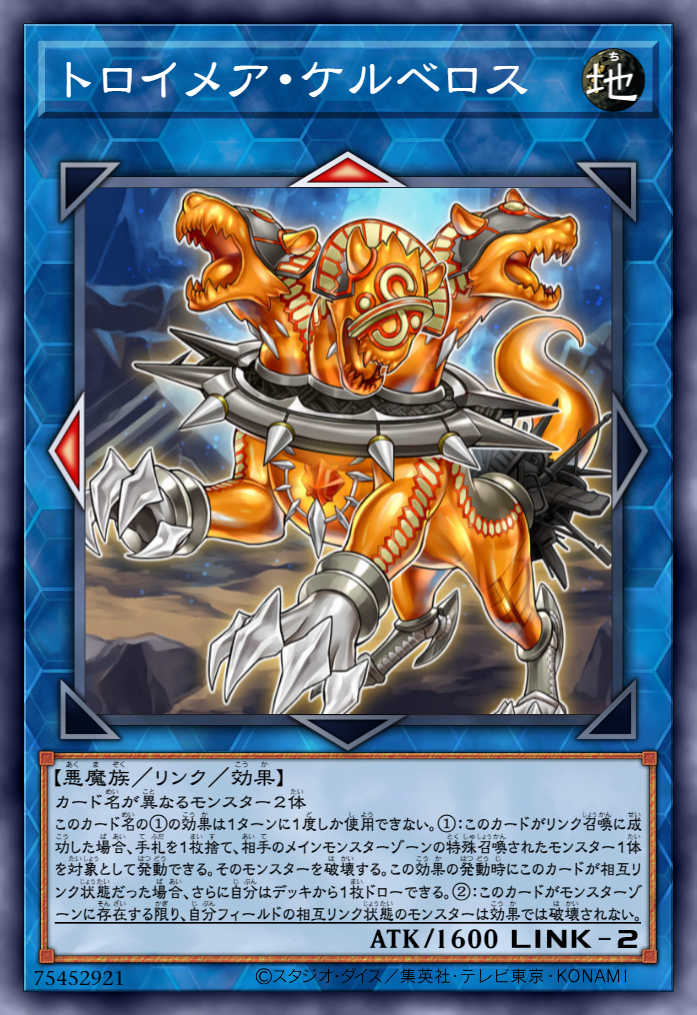 トロイメア・ケルベロス
地
【悪魔族／リンク／効果】
カード名が異なるモンスター２体
このカード名の①の効果は1ターンに1度しか使用できない。①:このカードがリンク召喚に成
功した場合、手札を1枚捨て、相手のメインモンスターゾーンの特殊召喚されたモンスター1体
を対象として発動できる。そのモンスターを破壊する。この効果の発動時にこのカードが相互リ
ンク状態だった場合、さらに自分はデッキから1枚ドローできる。②:このカードがモンスターゾ
ーンに存在する限り、自分フィールドの相互リンク状態のモンスターは効果では破壊されない。
ATK/1600 LINK-2
75452921 ©スタジオ・ダイス／集英社・テレビ東京・KONAMI